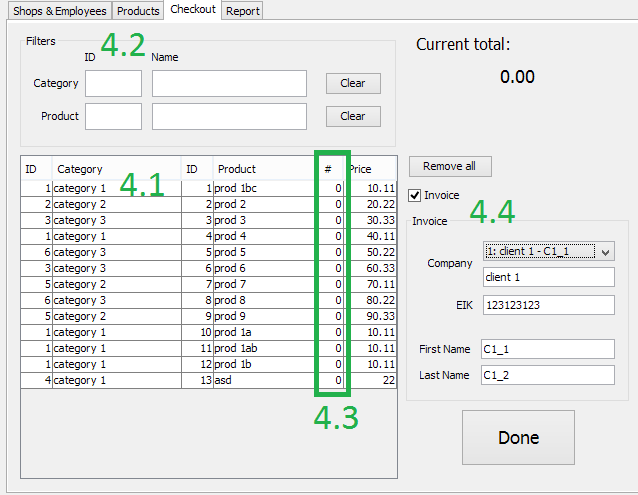 Shops & Employees Products Checkout Report
Filters
4.2
ID Name
Category Clear
Product Clear
Current total:
0.00
ID Category ID Product # Price
1 category 1 1 prod 1bc 0 10.11
2 category 2 2 prod 2 0 20.22
3 category 3 3 prod 3 0 30.33
1 category 1 4 prod 4 0 40.11
6 category 3 5 prod 5 0 50.22
3 category 3 6 prod 6 0 60.33
5 category 2 7 prod 7 0 70.11
6 category 3 8 prod 8 0 80.22
5 category 2 9 prod 9 0 90.33
1 category 1 10 prod 1a 0 10.11
1 category 1 11 prod 1ab 0 10.11
1 category 1 12 prod 1b 0 10.11
4 category 1 13 asd 0 22
4.1
4.3
Remove all
Invoice
4.4
Invoice
Company 1: client 1 - C1_1
client 1
EIK 123123123
First Name C1_1
Last Name C1_2
Done